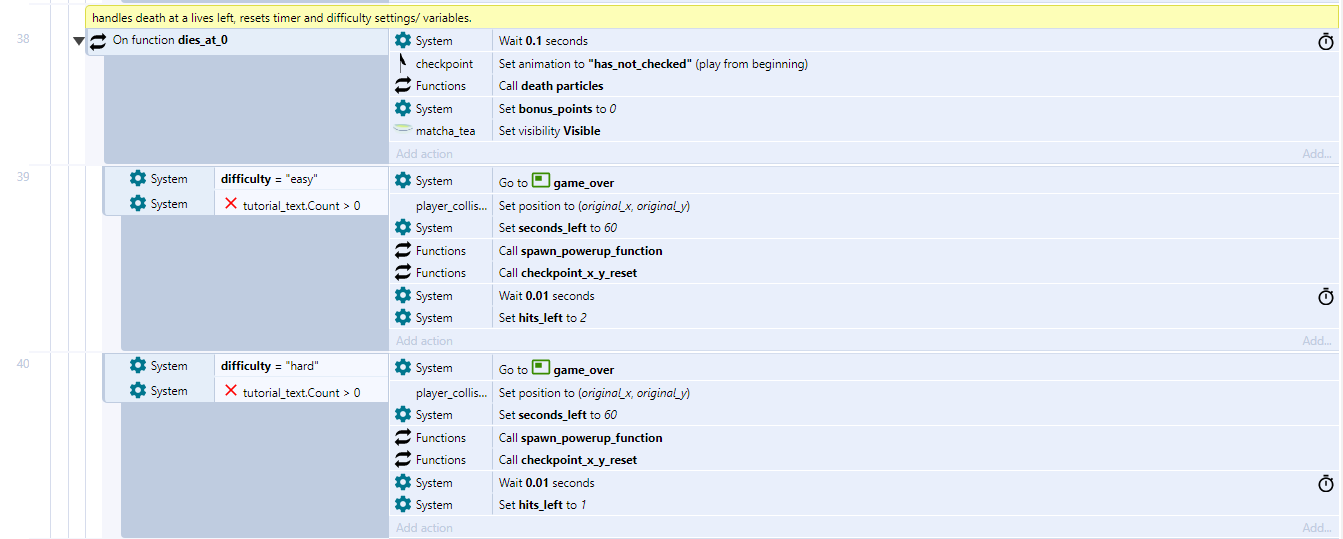 handles death at a lives left, resets timer and difficulty settings/ variables.
38
On function dies_at_0
System Wait 0.1 seconds
checkpoint Set animation to "has_not_checked" (play from beginning)
Functions Call death particles
System Set bonus_points to 0
matcha_tea Set visibility Visible
Add action Add...
39
System difficulty = "easy"
System tutorial_text.Count > 0
System Go to game_over
player_collis... Set position to (original_x, original_y)
System Set seconds_left to 60
Functions Call spawn_powerup_function
Functions Call checkpoint_x_y_reset
System Wait 0.01 seconds
System Set hits_left to 2
Add action Add...
40
System difficulty = "hard"
System tutorial_text.Count > 0
System Go to game_over
player_collis... Set position to (original_x, original_y)
System Set seconds_left to 60
Functions Call spawn_powerup_function
Functions Call checkpoint_x_y_reset
System Wait 0.01 seconds
System Set hits_left to 1
Add action Add...